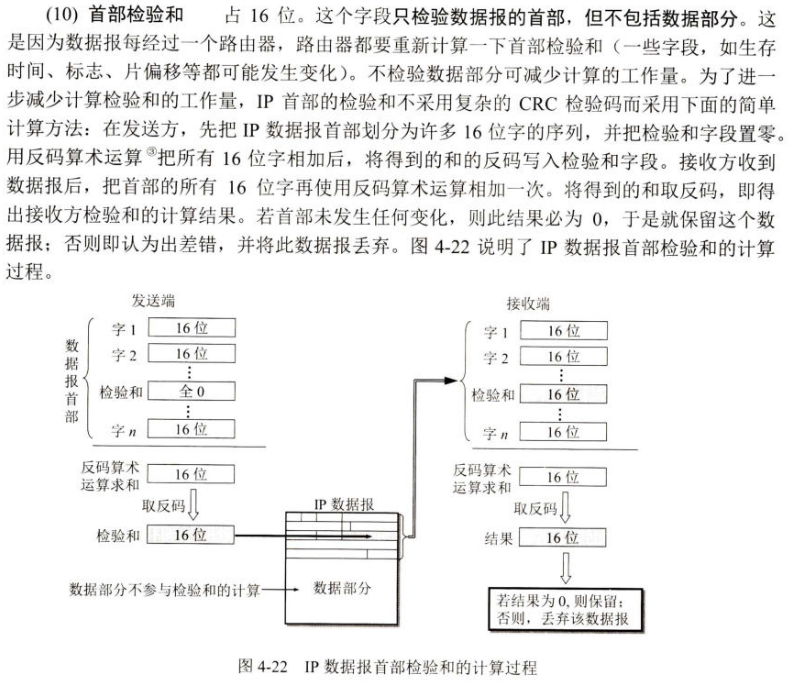 (10) 首部检验和 占 16 位。这个字段只检验数据报的首部，但不包括数据部分。这
是因为数据报每经过一个路由器，路由器都要重新计算一下首部检验和（一些字段，如生存
时间、标志、片偏移等都可能发生变化）。不检验数据部分可减少计算的工作量。为了进一
步减少计算检验和的工作量，IP 首部的检验和不采用复杂的 CRC 检验码而采用下面的简单
计算方法：在发送方，先把 IP 数据报首部划分为许多 16 位字的序列，并把检验和字段置零。
用反码算术运算③把所有 16 位字相加后，将得到的和的反码写入检验和字段。接收方收到
数据报后，把首部的所有 16 位字再使用反码算术运算相加一次。将得到的和取反码，即得
出接收方检验和的计算结果。若首部未发生任何变化，则此结果必为 0，于是就保留这个数
据报；否则即认为出差错，并将此数据报丢弃。图 4-22 说明了 IP 数据报首部检验和的计算
过程。
发送端
数据报首部
字 1 16 位
字 2 16 位
检验和 全 0
字 n 16 位
反码算术
运算求和
16 位
取反码
检验和 16 位
数据部分不参与检验和的计算
IP 数据报
数据部分
接收端
字 1 16 位
字 2 16 位
检验和 16 位
字 n 16 位
反码算术
运算求和
16 位
取反码
结果 16 位
若结果为 0, 则保留；
否则，丢弃该数据报
图 4-22 IP 数据报首部检验和的计算过程